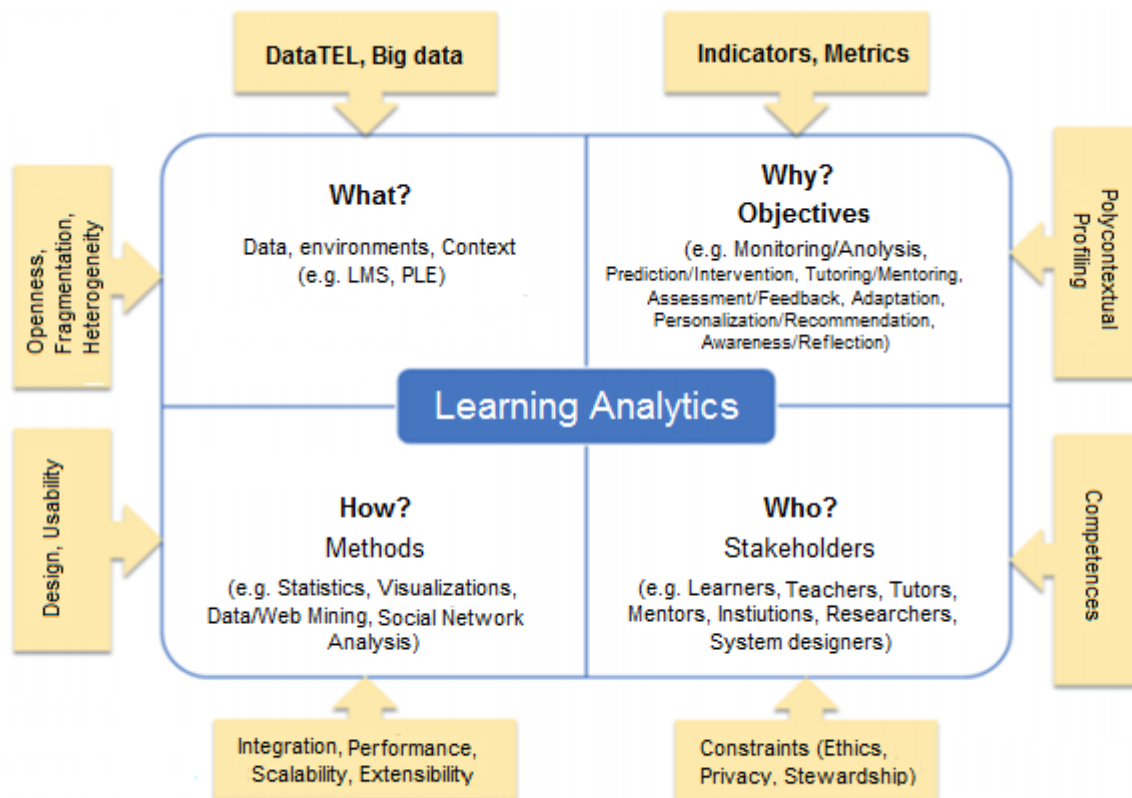 DataTEL, Big data
Indicators, Metrics
Openness,
Fragmentation,
Heterogeneity
What?
Data, environments, Context
(e.g. LMS, PLE)
Why?
Objectives
(e.g. Monitoring/Analysis,
Prediction/Intervention, Tutoring/Mentoring,
Assessment/Feedback, Adaptation,
Personalization/Recommendation,
Awareness/Reflection)
Polycontextual
Profiling
Learning Analytics
Design, Usability
How?
Methods
(e.g. Statistics, Visualizations,
Data/Web Mining, Social Network
Analysis)
Who?
Stakeholders
(e.g. Learners, Teachers, Tutors,
Mentors, Instiutions, Researchers,
System designers)
Competences
Integration, Performance,
Scalability, Extensibility
Constraints (Ethics,
Privacy, Stewardship)